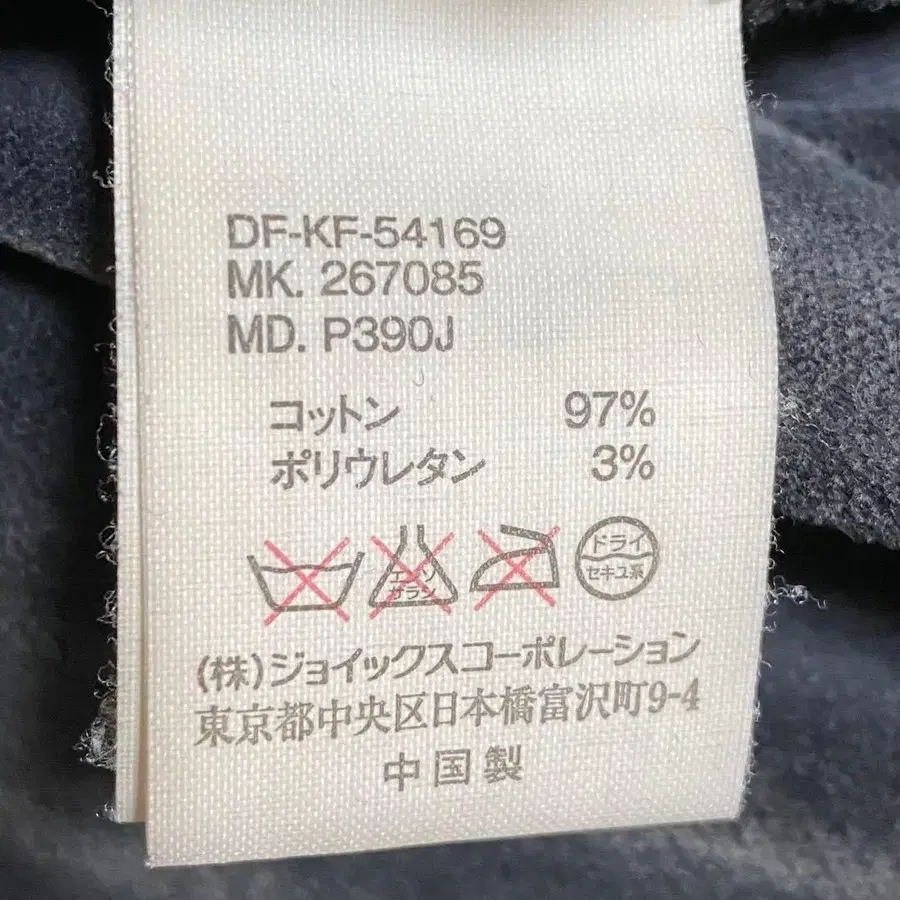 DF-KF-54169
MK. 267085
MD. P390J
コットン 97%
ポリウレタン 3%
エンソ
サラシ
ドライ
セキユ系
(株)ジョイックスコーポレーション
東京都中央区日本橋富沢町9-4
中国製